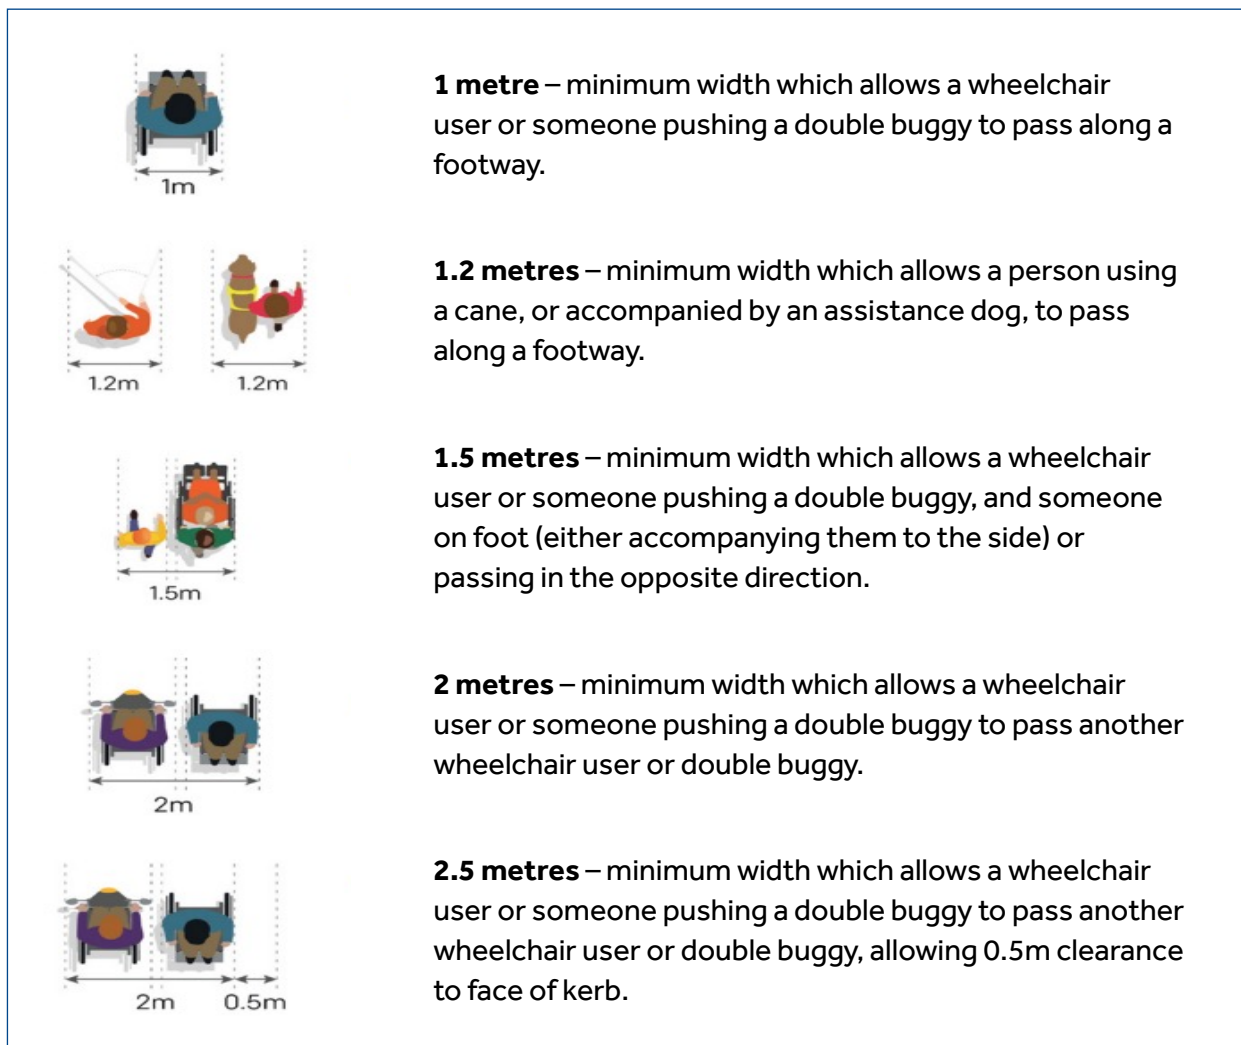 1 metre – minimum width which allows a wheelchair
user or someone pushing a double buggy to pass along a
footway.
1m
1.2 metres – minimum width which allows a person using
a cane, or accompanied by an assistance dog, to pass
along a footway.
1.2m
1.2m
1.5 metres – minimum width which allows a wheelchair
user or someone pushing a double buggy, and someone
on foot (either accompanying them to the side) or
passing in the opposite direction.
1.5m
2 metres – minimum width which allows a wheelchair
user or someone pushing a double buggy to pass another
wheelchair user or double buggy.
2m
2.5 metres – minimum width which allows a wheelchair
user or someone pushing a double buggy to pass another
wheelchair user or double buggy, allowing 0.5m clearance
to face of kerb.
2m
0.5m